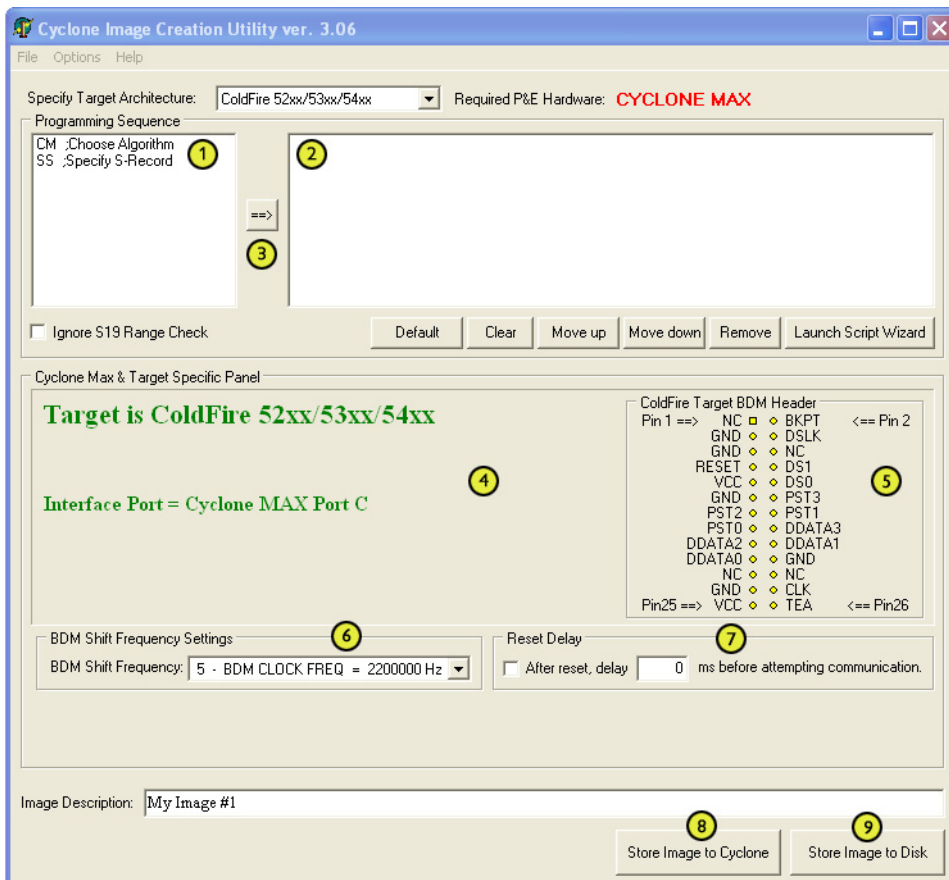 Cyclone Image Creation Utility ver. 3.06
File Options Help
Specify Target Architecture: ColdFire 52xx/53xx/54xx Required P&E Hardware: CYCLONE MAX
Programming Sequence
CM ;Choose Algorithm
SS ;Specify S-Record
1
2
==>
3
Ignore S19 Range Check
Default Clear Move up Move down Remove Launch Script Wizard
Cyclone Max & Target Specific Panel
Target is ColdFire 52xx/53xx/54xx
Interface Port = Cyclone MAX Port C
4
ColdFire Target BDM Header
Pin 1 ==> NC BKPT <== Pin 2
GND DSLK
GND NC
RESET DS1
VCC DS0
GND PST3
PST2 PST1
PST0 DDATA3
DDATA2 DDATA1
DDATA0 GND
NC NC
GND CLK
Pin25 ==> VCC TEA <== Pin26
5
BDM Shift Frequency Settings
6
BDM Shift Frequency: 5 - BDM CLOCK FREQ = 2200000 Hz
Reset Delay
7
After reset, delay 0 ms before attempting communication.
Image Description: My Image #1
8
Store Image to Cyclone
9
Store Image to Disk